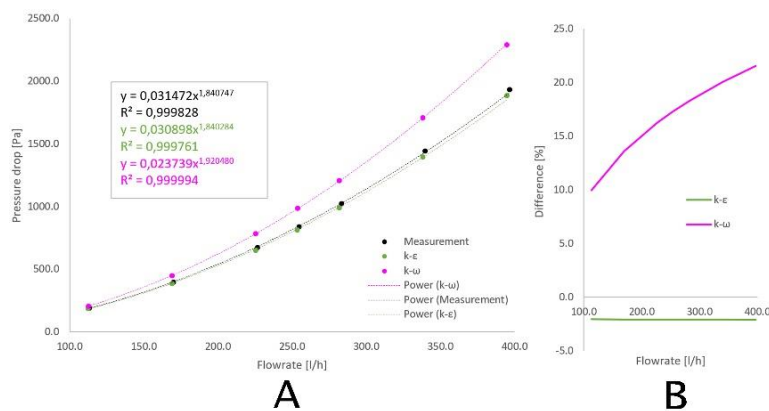 2500.0
2000.0
1500.0
1000.0
500.0
0.0
Pressure drop [Pa]
y = 0,031472x^1,840747
R² = 0,999828
y = 0,030898x^1,840284
R² = 0,999761
y = 0,023739x^1,920480
R² = 0,999994
Measurement
k-ε
k-ω
Power (k-ω)
Power (Measurement)
Power (k-ε)
100.0 150.0 200.0 250.0 300.0 350.0 400.0
Flowrate [l/h]
A
25.0
20.0
15.0
10.0
5.0
0.0
-5.0
Difference [%]
k-ε
k-ω
100.0 200.0 300.0 400.0
Flowrate [l/h]
B